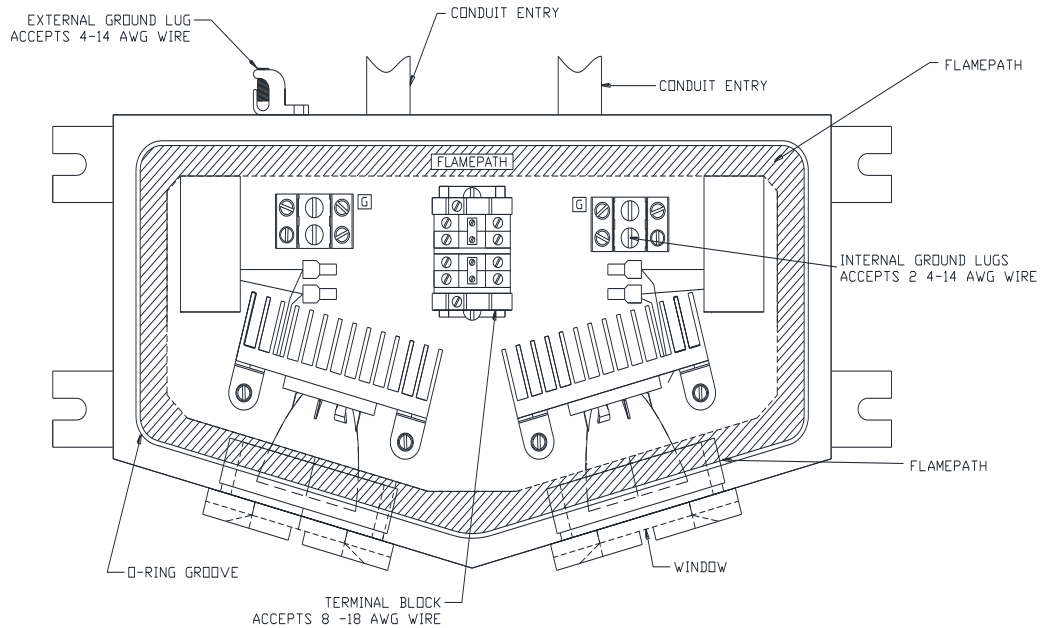 EXTERNAL GROUND LUG
ACCEPTS 4-14 AWG WIRE
CONDUIT ENTRY
CONDUIT ENTRY
FLAMEPATH
FLAMEPATH
G
G
INTERNAL GROUND LUGS
ACCEPTS 2 4-14 AWG WIRE
FLAMEPATH
WINDOW
O-RING GROOVE
TERMINAL BLOCK
ACCEPTS 8 -18 AWG WIRE